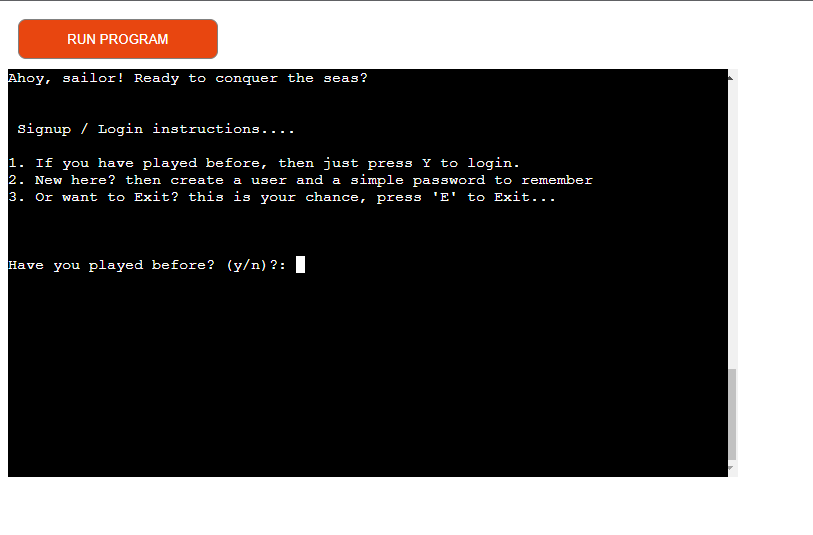 RUN PROGRAM
Ahoy, sailor! Ready to conquer the seas?
Signup / Login instructions....
1. If you have played before, then just press Y to login.
2. New here? then create a user and a simple password to remember
3. Or want to Exit? this is your chance, press 'E' to Exit...
Have you played before? (y/n)?: